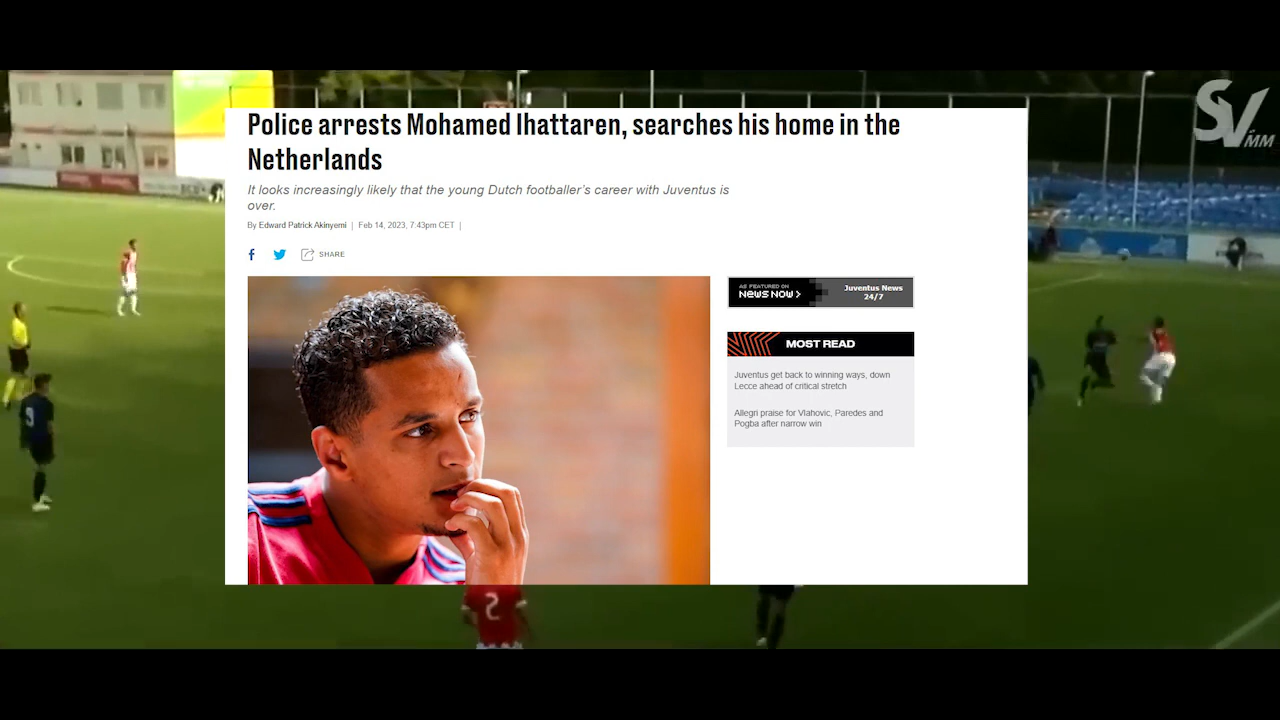 SV
MM
Police arrests Mohamed Ihattaren, searches his home in the
Netherlands
It looks increasingly likely that the young Dutch footballer's career with Juventus is
over.
By Edward Patrick Akinyemi | Feb 14, 2023, 7:43pm CET |
SHARE
AS FEATURED ON
NEWS NOW >
Juventus News
24/7
MOST READ
Juventus get back to winning ways, down
Lecce ahead of critical stretch
Allegri praise for Vlahovic, Paredes and
Pogba after narrow win
9
2